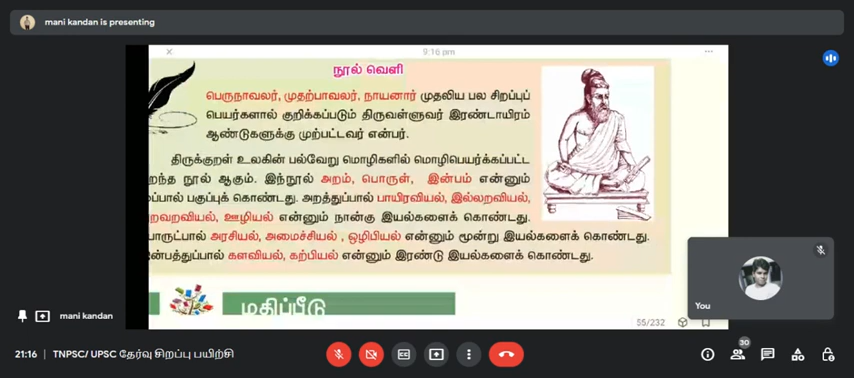 mani kandan is presenting
9:16 pm
நூல் வெளி
பெருநாவலர், முதற்பாவலர், நாயனார் முதலிய பல சிறப்புப்
பெயர்களால் குறிக்கப்படும் திருவள்ளுவர் இரண்டாயிரம்
ஆண்டுகளுக்கு முற்பட்டவர் என்பர்.
திருக்குறள் உலகின் பல்வேறு மொழிகளில் மொழிபெயர்க்கப்பட்ட
றந்த நூல் ஆகும். இந்நூல் அறம், பொருள், இன்பம் என்னும்
ப்பால் பகுப்புக் கொண்டது. அறத்துப்பால் பாயிரவியல், இல்லறவியல்,
றவறவியல், ஊழியல் என்னும் நான்கு இயல்களைக் கொண்டது.
பாருட்பால் அரசியல், அமைச்சியல் , ஒழிபியல் என்னும் மூன்று இயல்களைக் கொண்டது.
இன்பத்துப்பால் களவியல், கற்பியல் என்னும் இரண்டு இயல்களைக் கொண்டது.
மதிப்பீடு
55/232
You
mani kandan
21:16 | TNPSC/ UPSC தேர்வு சிறப்பு பயிற்சி
30